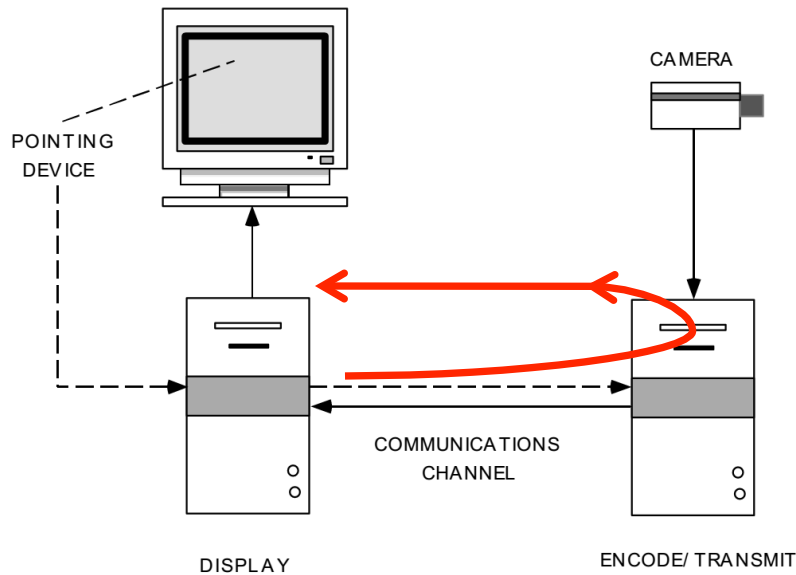 CAMERA
POINTING
DEVICE
COMMUNICATIONS
CHANNEL
DISPLAY
ENCODE/ TRANSMIT